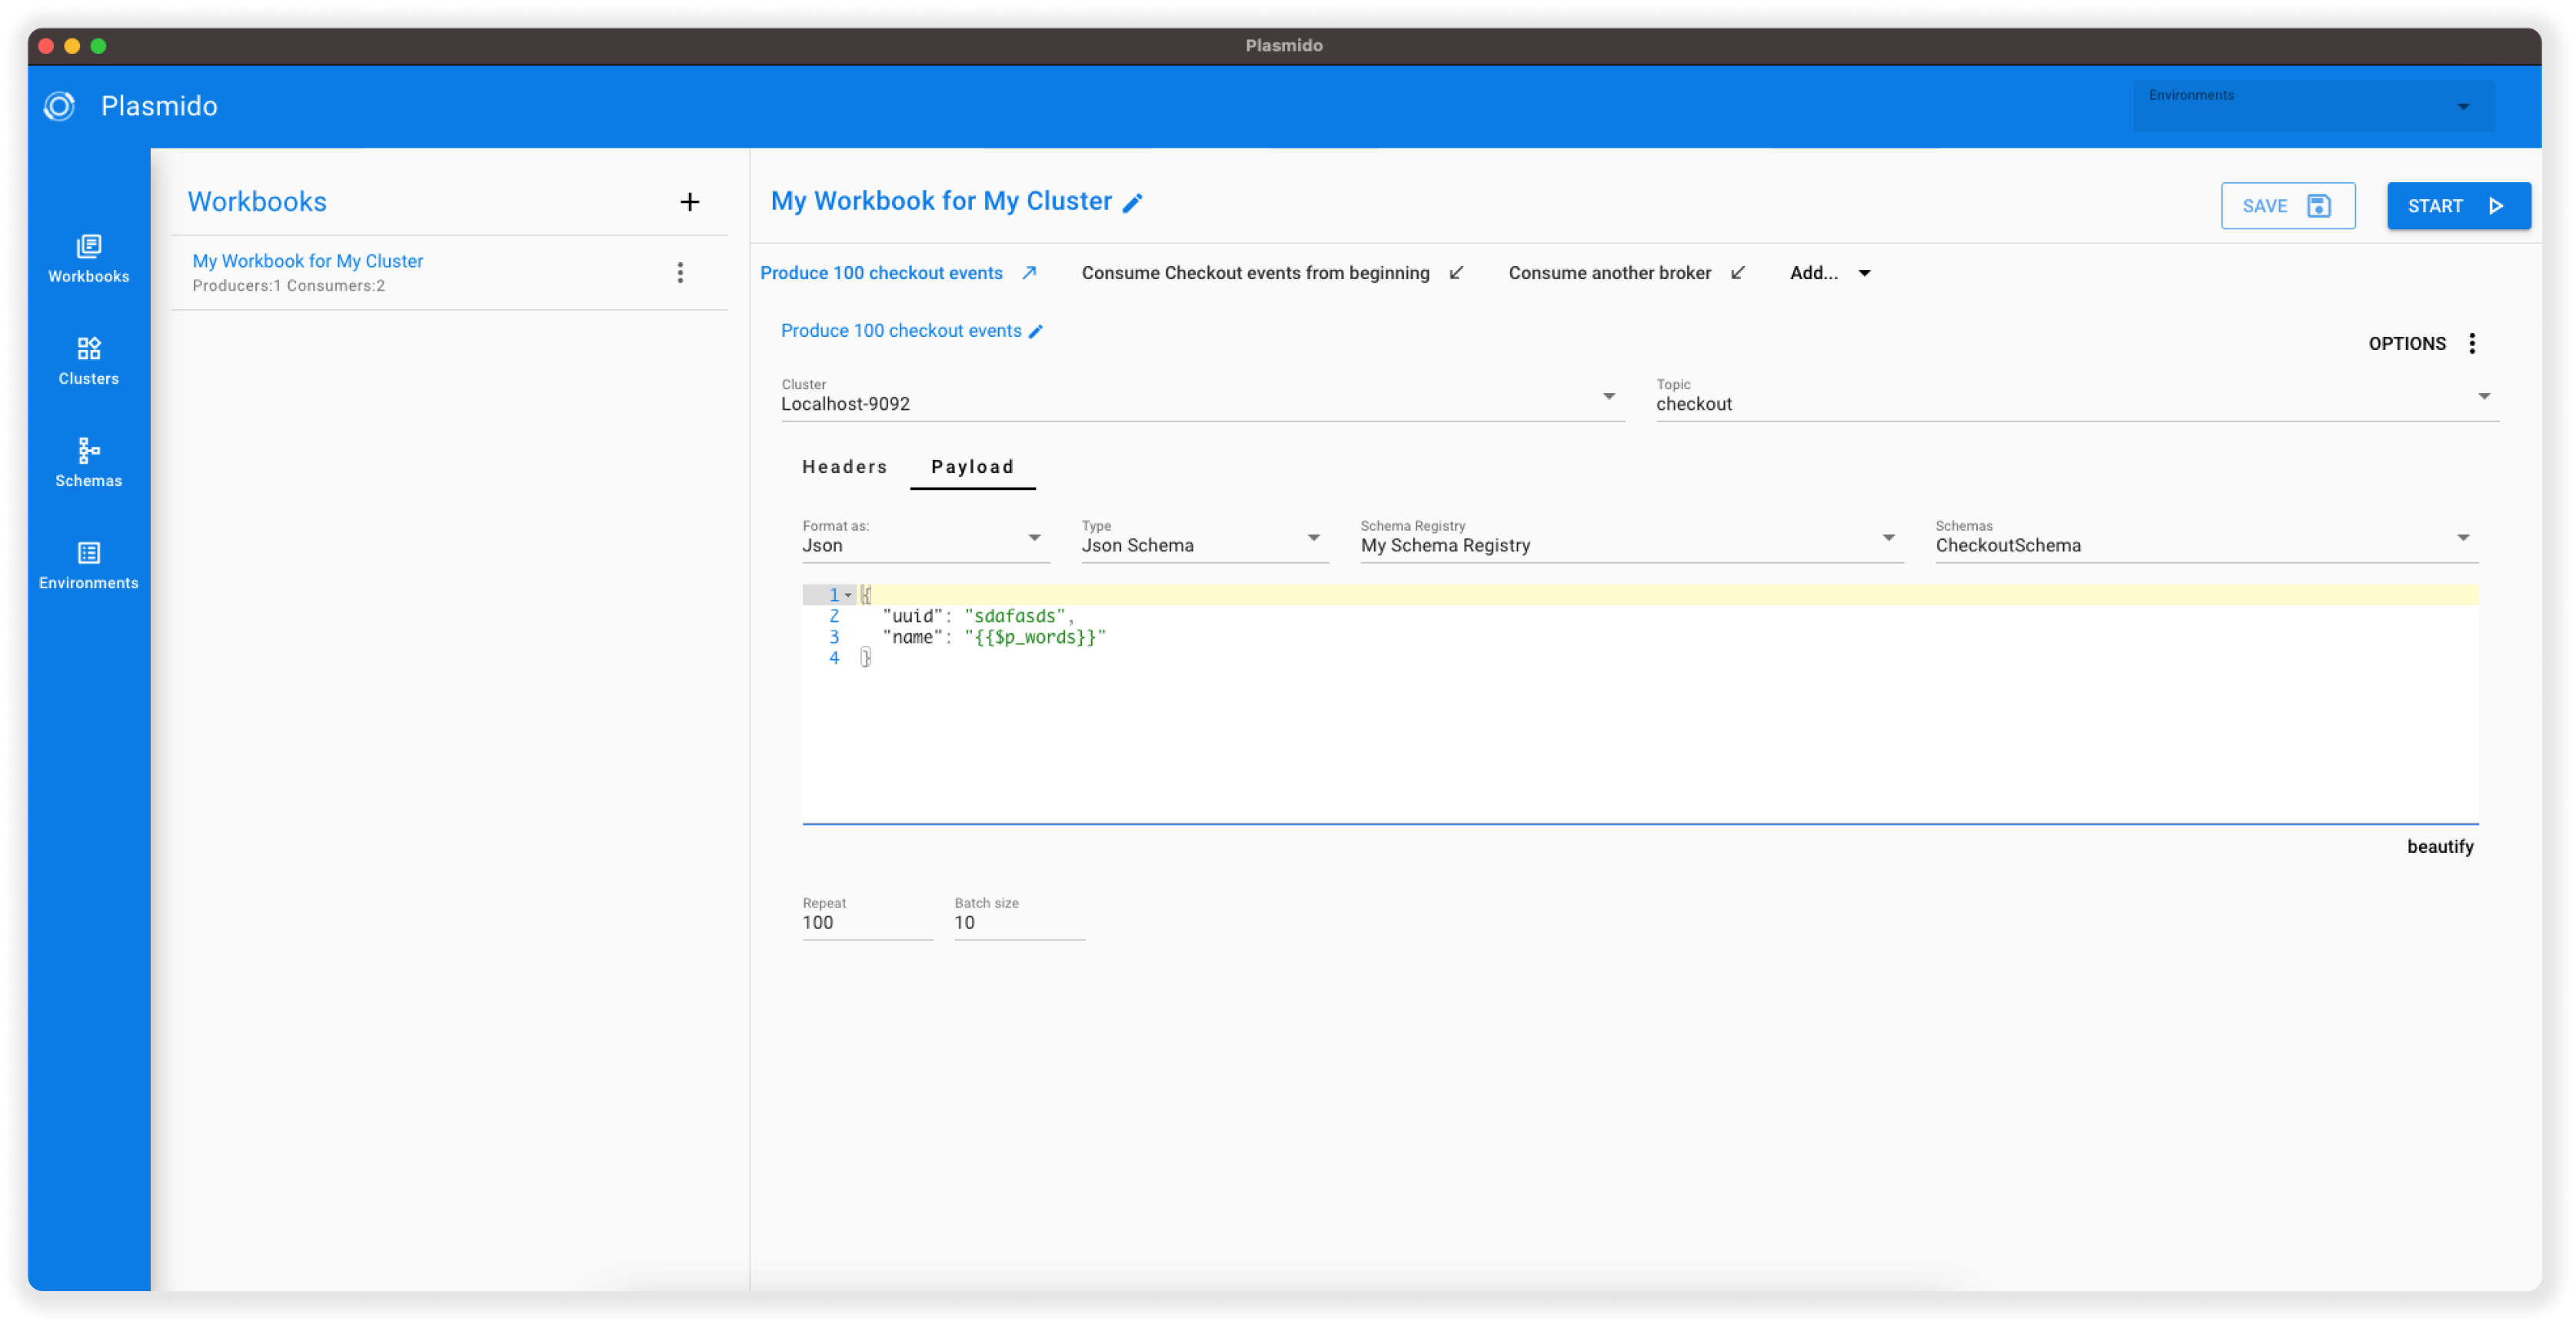 Plasmido
Plasmido
Environments
Workbooks
Clusters
Schemas
Environments
Workbooks +
My Workbook for My Cluster
Producers:1 Consumers:2
My Workbook for My Cluster
SAVE
START
Produce 100 checkout events
Consume Checkout events from beginning
Consume another broker
Add...
Produce 100 checkout events
OPTIONS
Cluster
Localhost-9092
Topic
checkout
Headers
Payload
Format as:
Json
Type
Json Schema
Schema Registry
My Schema Registry
Schemas
CheckoutSchema
1 {
2 "uuid": "sdafasds",
3 "name": "{{$p_words}}"
4 }
beautify
Repeat
100
Batch size
10